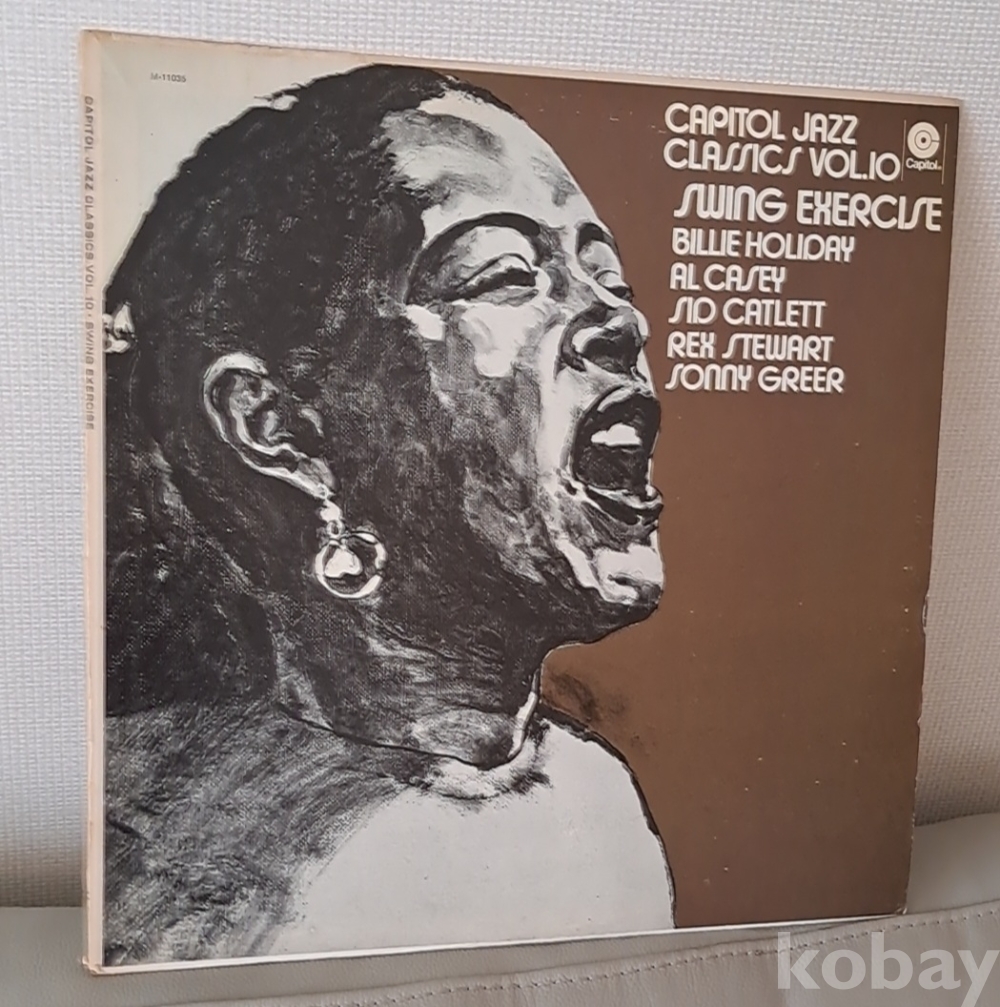 M-11035
CAPITOL JAZZ CLASSICS VOL. 10 · SWING EXERCISE
CAPITOL JAZZ
CLASSICS VOL.10
Capitol
SWING EXERCISE
BILLIE HOLIDAY
AL CASEY
SID CATLETT
REX STEWART
SONNY GREER
kobay